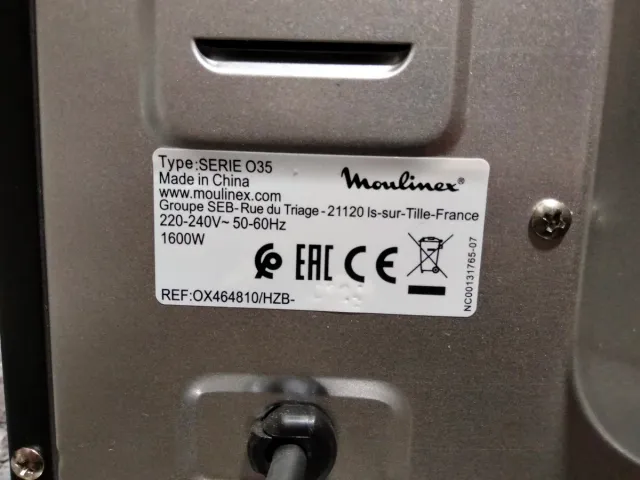 Type:SERIE O35
Moulinex
Made in China
www.moulinex.com
Groupe SEB-Rue du Triage-21120 Is-sur-Tille-France
220-240V~ 50-60Hz
1600W
EAC CE
REF:OX464810/HZB-
NC00131765-07